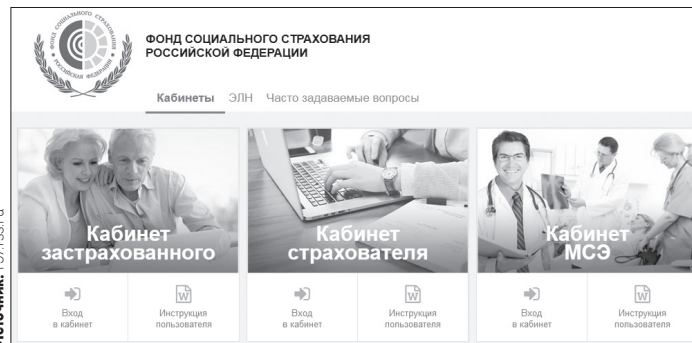 ФОНД СОЦИАЛЬНОГО СТРАХОВАНИЯ
РОССИЙСКОЙ ФЕДЕРАЦИИ
Кабинеты ЭЛН Часто задаваемые вопросы
Кабинет
застрахованного
Вход
в кабинет
Инструкция
пользователя
Кабинет
страхователя
Вход
в кабинет
Инструкция
пользователя
Кабинет
МСЭ
Вход
в кабинет
Инструкция
пользователя